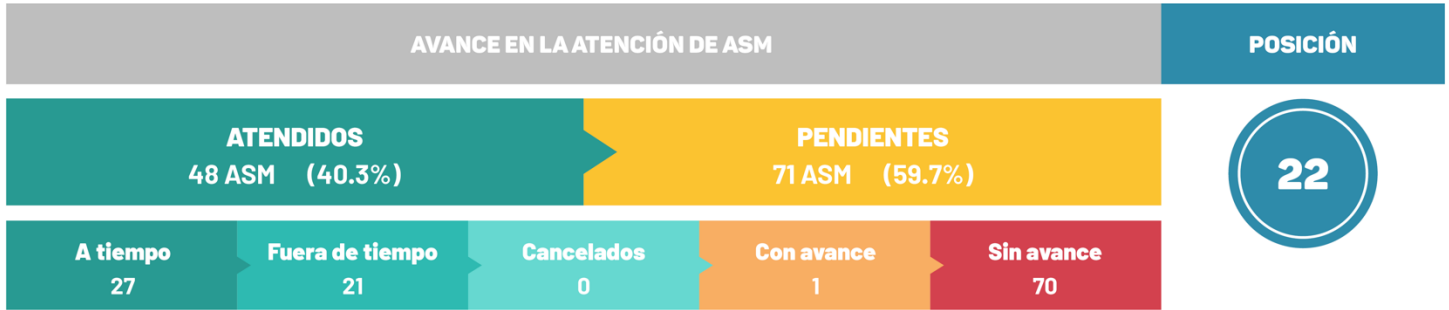 AVANCE EN LA ATENCIÓN DE ASM
POSICIÓN
ATENDIDOS
48 ASM (40.3%)
PENDIENTES
71 ASM (59.7%)
22
A tiempo
27
Fuera de tiempo
21
Cancelados
0
Con avance
1
Sin avance
70